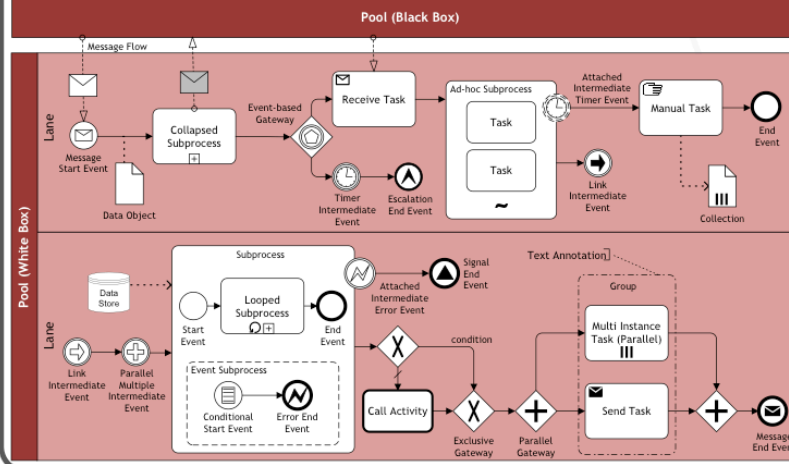 Pool (Black Box)
Message Flow
Pool (White Box)
Lane
Message
Start Event
Data Object
Collapsed
Subprocess
Event-based
Gateway
Receive Task
Timer
Intermediate
Event
Escalation
End Event
Ad-hoc Subprocess
Task
Task
Attached
Intermediate
Timer Event
Link
Intermediate
Event
Manual Task
Collection
End
Event
Lane
Data
Store
Link
Intermediate
Event
Parallel
Multiple
Intermediate
Event
Subprocess
Start
Event
Looped
Subprocess
End
Event
Event Subprocess
Conditional
Start Event
Error End
Event
Attached
Intermediate
Error Event
Signal
End
Event
condition
Call Activity
Exclusive
Gateway
Parallel
Gateway
Text Annotation
Group
Multi Instance
Task (Parallel)
Send Task
Message
End Event